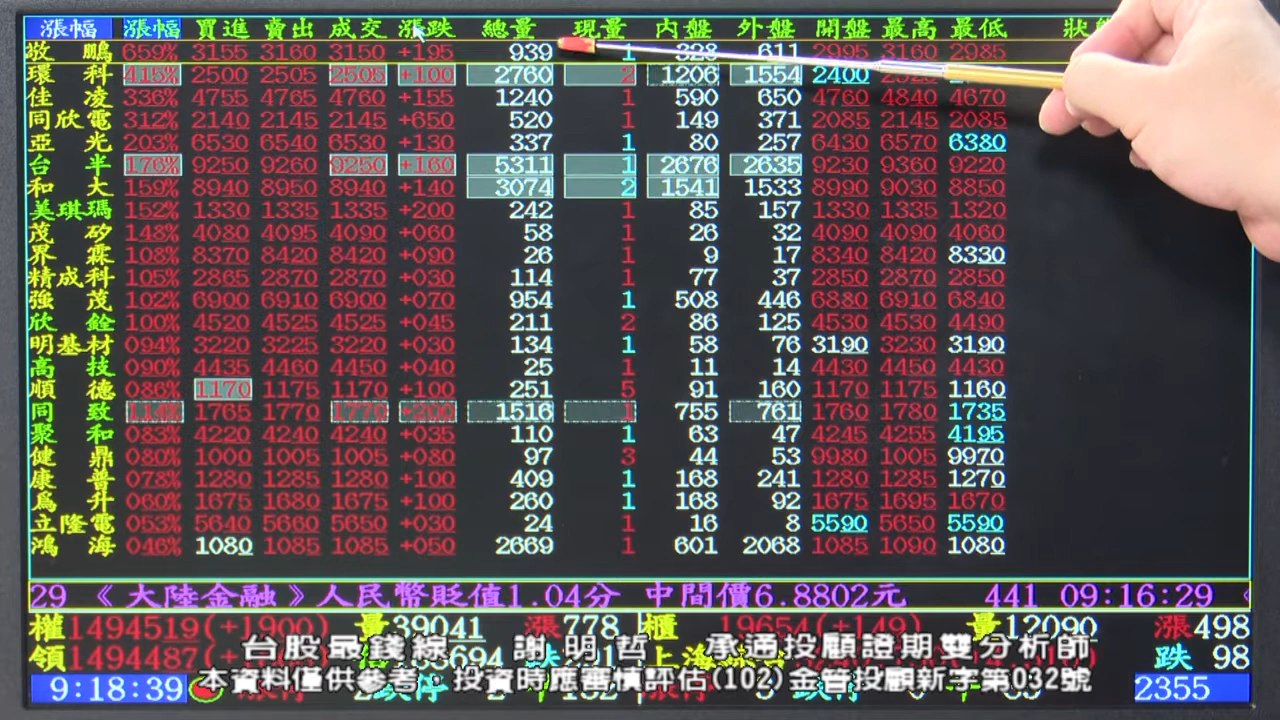 漲幅 漲幅 買進 賣出 成交 漲跌 總量 現量 內盤 外盤 開盤 最高 最低
敬鵬 659% 3155 3160 3150 +195 939 1 328 611 2995 3160 2985
環科 415% 2500 2505 2505 +100 2760 2 1206 1554 2400
佳凌 336% 4755 4765 4760 +155 1240 1 590 650 4760 4840 4670
同欣電 312% 2140 2145 2145 +650 520 1 149 371 2085 2145 2085
亞光 203% 6530 6540 6530 +130 337 1 80 257 6430 6570 6380
台半 176% 9250 9260 9250 +160 5311 1 2676 2635 9230 9360 9220
和大 159% 8940 8950 8940 +140 3074 2 1541 1533 8990 9030 8850
美琪瑪 152% 1330 1335 1335 +200 242 1 85 157 1330 1335 1320
茂矽 148% 4080 4095 4090 +060 58 1 26 32 4090 4090 4060
界霖 108% 8370 8420 8420 +090 26 1 9 17 8340 8420 8330
精成科 105% 2865 2870 2870 +030 114 1 77 37 2850 2870 2850
強茂 102% 6900 6910 6900 +070 954 1 508 446 6880 6910 6840
欣銓 100% 4520 4525 4525 +045 211 2 86 125 4530 4530 4490
明基材 094% 3220 3225 3220 +030 134 1 58 76 3190 3230 3190
高技 090% 4435 4460 4450 +040 25 1 11 14 4430 4450 4430
順德 086% 1170 1175 1170 +100 251 5 91 160 1170 1175 1160
同致 114% 1765 1770 1770 +200 1516 1 755 761 1760 1780 1735
聚和 083% 4220 4240 4240 +035 110 1 63 47 4245 4255 4195
健鼎 080% 1000 1005 1005 +080 97 3 44 53 9980 1005 9970
康普 078% 1280 1285 1285 +100 409 1 168 241 1280 1285 1270
為升 060% 1675 1680 1675 +100 260 1 168 92 1675 1695 1670
立隆電 053% 5640 5660 5650 +030 24 1 16 8 5590 5650 5590
鴻海 046% 1080 1085 1085 +050 2669 1 601 2068 1085 1090 1080
29 《大陸金融》人民幣貶值1.04分 中間價6.8802元 441 09:16:29
權1494519(+1900) 量39041 漲778 櫃 19654(+149) 量12090 漲498
領1494487 跌 98
台股最錢線 謝明哲 承通投顧證期雙分析師
9:18:39 2355
本資料僅供參考，投資時應審慎評估(102)金管投顧新字第032號